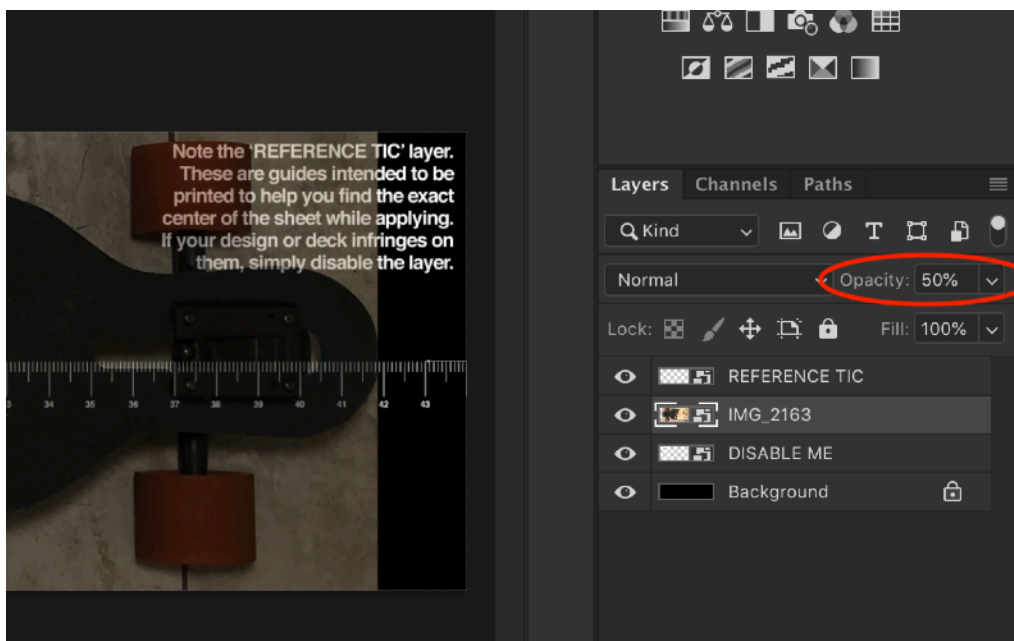 Note the 'REFERENCE TIC' layer.
These are guides intended to be
printed to help you find the exact
center of the sheet while applying.
If your design or deck infringes on
them, simply disable the layer.
3 34 35 36 37 38 39 40 41 42 43
Layers Channels Paths
Kind
Normal Opacity: 50%
Lock: Fill: 100%
REFERENCE TIC
IMG_2163
DISABLE ME
Background